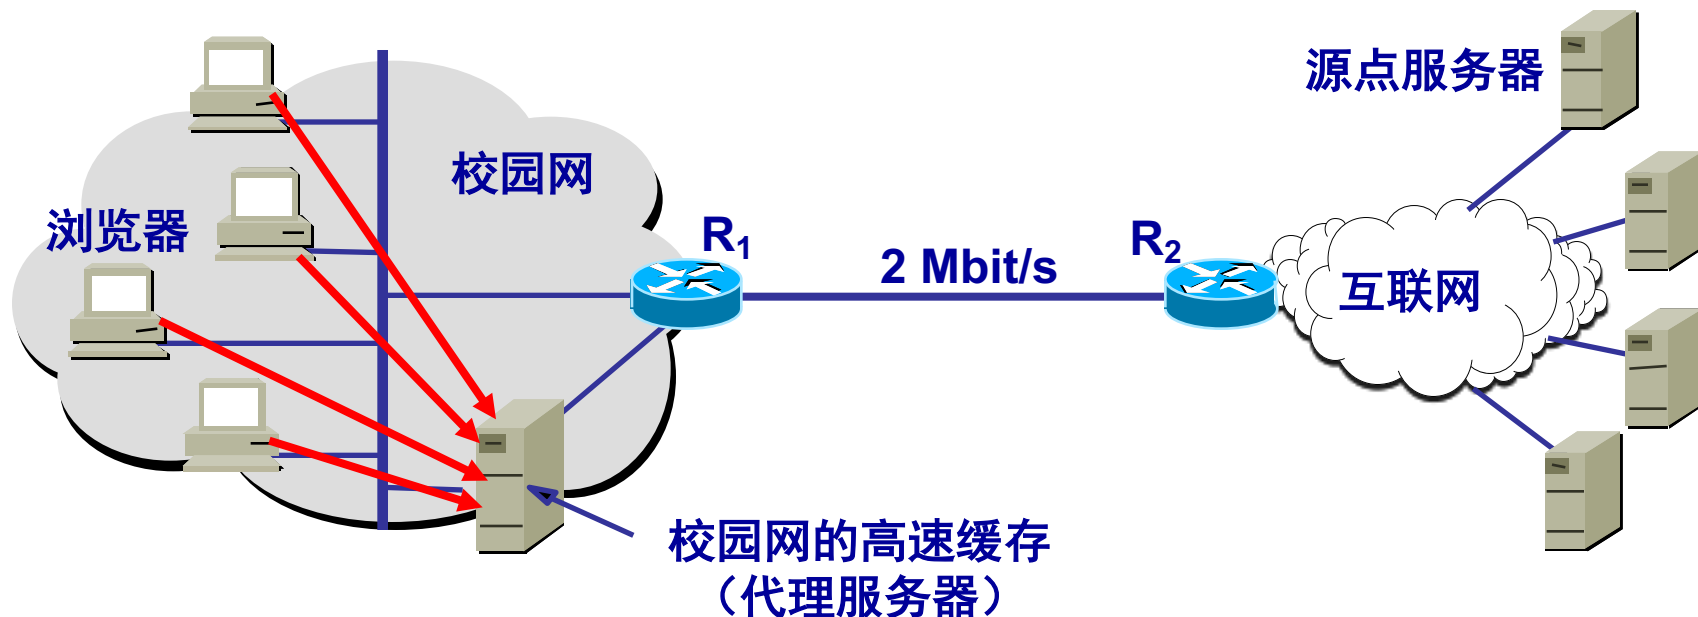 源点服务器
校园网
浏览器
R1
2 Mbit/s
R2
互联网
校园网的高速缓存
（代理服务器）